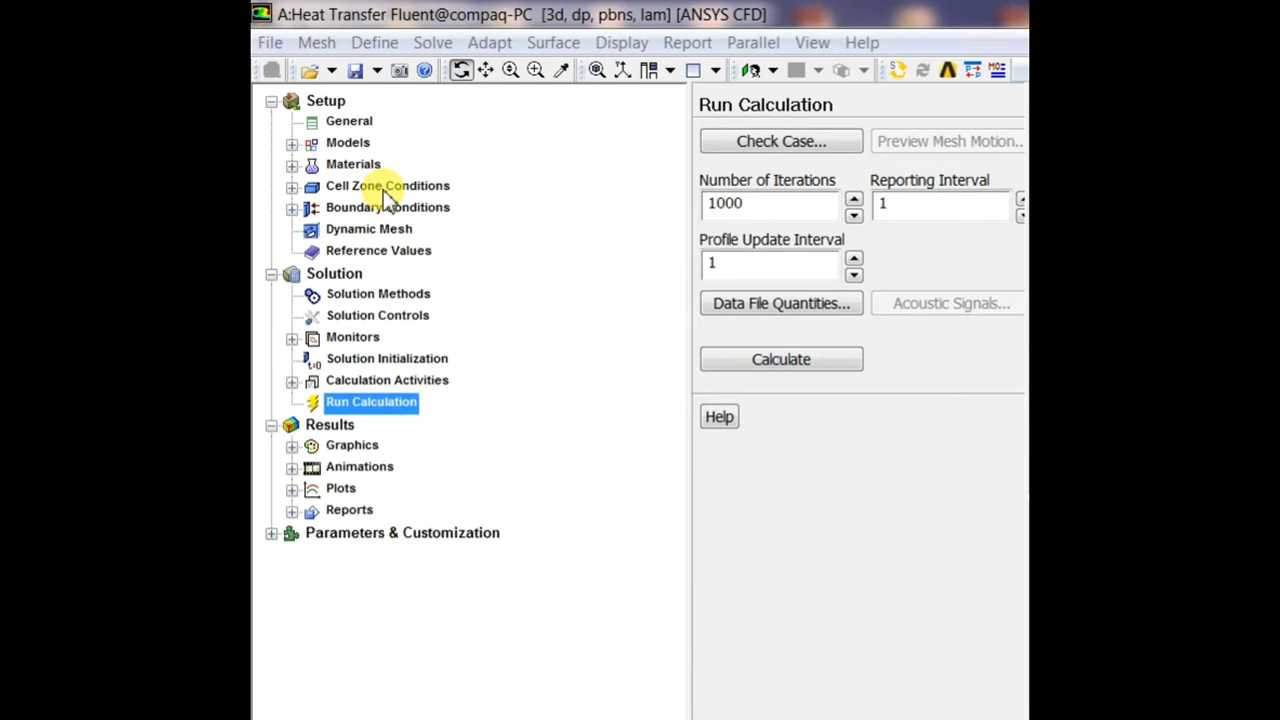 A:Heat Transfer Fluent@compaq-PC [3d, dp, pbns, lam] [ANSYS CFD]
File Mesh Define Solve Adapt Surface Display Report Parallel View Help
Setup
General
Models
Materials
Cell Zone Conditions
Boundary Conditions
Dynamic Mesh
Reference Values
Solution
Solution Methods
Solution Controls
Monitors
Solution Initialization
Calculation Activities
Run Calculation
Results
Graphics
Animations
Plots
Reports
Parameters & Customization
Run Calculation
Check Case... Preview Mesh Motion..
Number of Iterations Reporting Interval
1000 1
Profile Update Interval
1
Data File Quantities... Acoustic Signals...
Calculate
Help